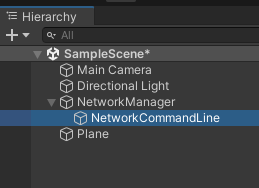 Hierarchy
All
SampleScene*
Main Camera
Directional Light
NetworkManager
NetworkCommandLine
Plane